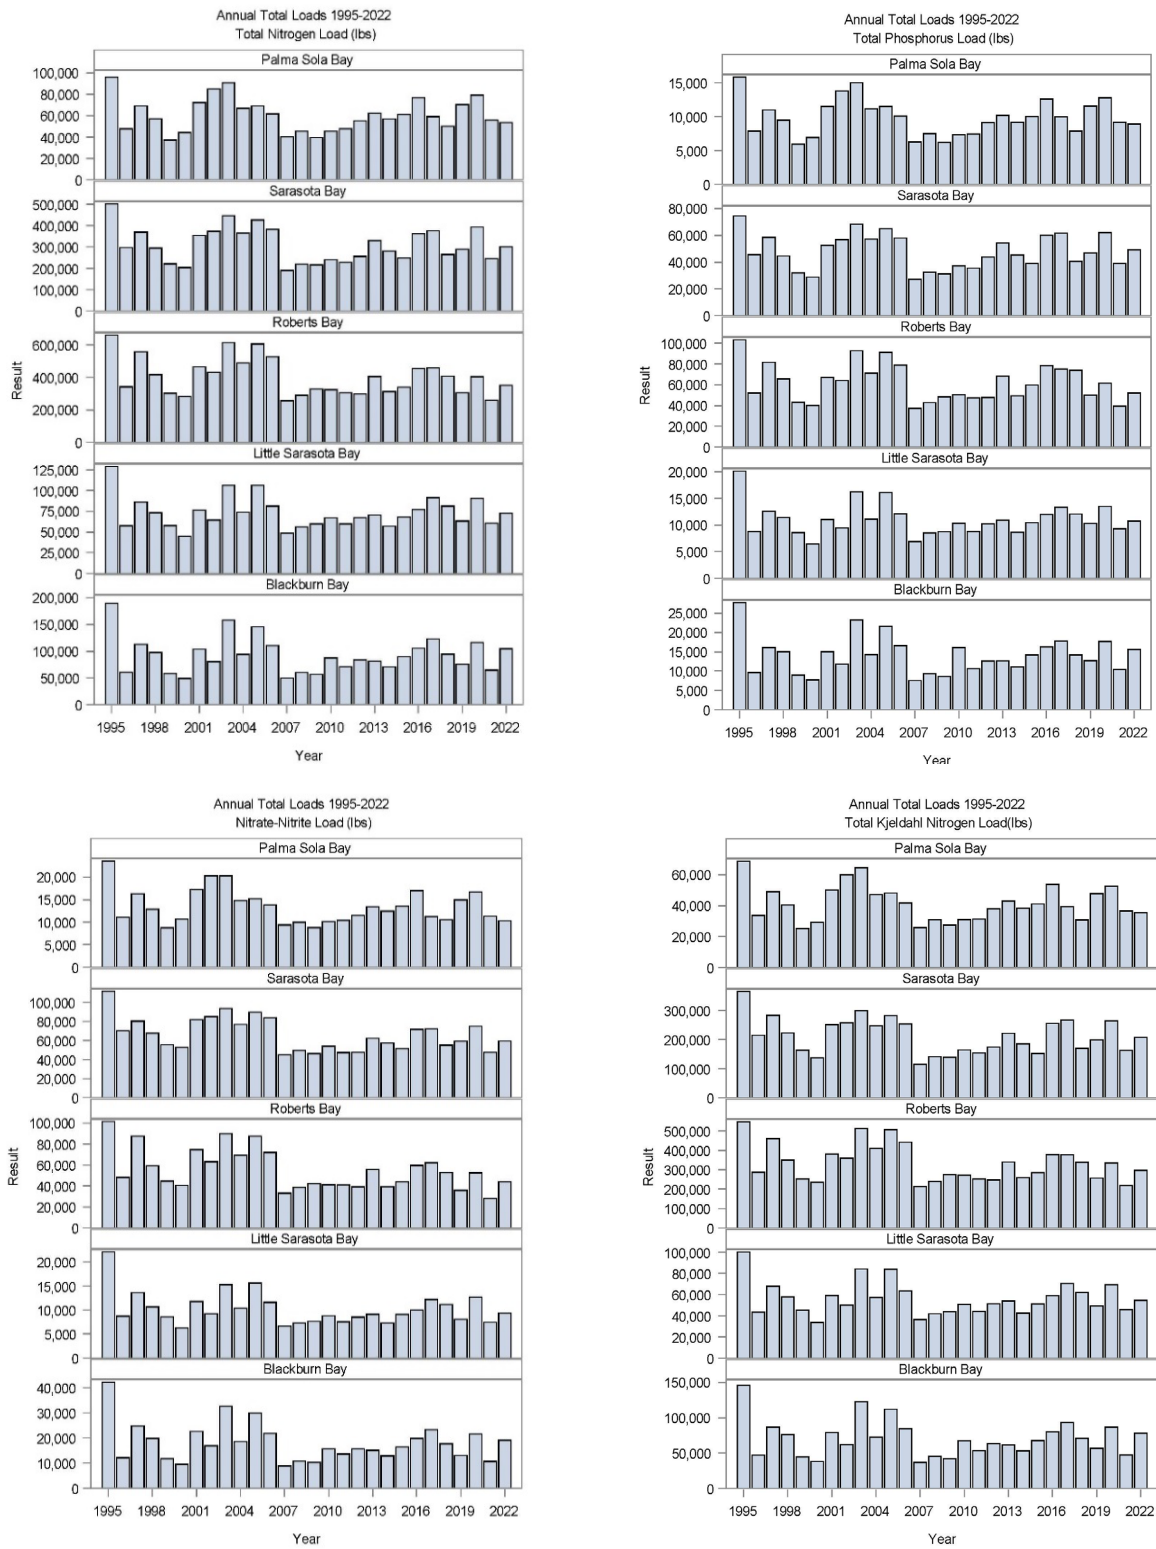 Annual Total Loads 1995-2022
Total Nitrogen Load (lbs)
Palma Sola Bay
100,000
80,000
60,000
40,000
20,000
0
Sarasota Bay
500,000
400,000
300,000
200,000
100,000
0
Roberts Bay
600,000
400,000
200,000
0
Little Sarasota Bay
125,000
100,000
75,000
50,000
25,000
0
Blackburn Bay
200,000
150,000
100,000
50,000
0
Result
1995 1998 2001 2004 2007 2010 2013 2016 2019 2022
Year
Annual Total Loads 1995-2022
Total Phosphorus Load (lbs)
Palma Sola Bay
15,000
10,000
5,000
0
Sarasota Bay
80,000
60,000
40,000
20,000
0
Roberts Bay
100,000
80,000
60,000
40,000
20,000
0
Little Sarasota Bay
20,000
15,000
10,000
5,000
0
Blackburn Bay
25,000
20,000
15,000
10,000
5,000
0
Result
1995 1998 2001 2004 2007 2010 2013 2016 2019 2022
Year
Annual Total Loads 1995-2022
Nitrate-Nitrite Load (lbs)
Palma Sola Bay
20,000
15,000
10,000
5,000
0
Sarasota Bay
100,000
80,000
60,000
40,000
20,000
0
Roberts Bay
100,000
80,000
60,000
40,000
20,000
0
Little Sarasota Bay
20,000
15,000
10,000
5,000
0
Blackburn Bay
40,000
30,000
20,000
10,000
0
Result
1995 1998 2001 2004 2007 2010 2013 2016 2019 2022
Year
Annual Total Loads 1995-2022
Total Kjeldahl Nitrogen Load(lbs)
Palma Sola Bay
60,000
40,000
20,000
0
Sarasota Bay
300,000
200,000
100,000
0
Roberts Bay
500,000
400,000
300,000
200,000
100,000
0
Little Sarasota Bay
100,000
80,000
60,000
40,000
20,000
0
Blackburn Bay
150,000
100,000
50,000
0
Result
1995 1998 2001 2004 2007 2010 2013 2016 2019 2022
Year